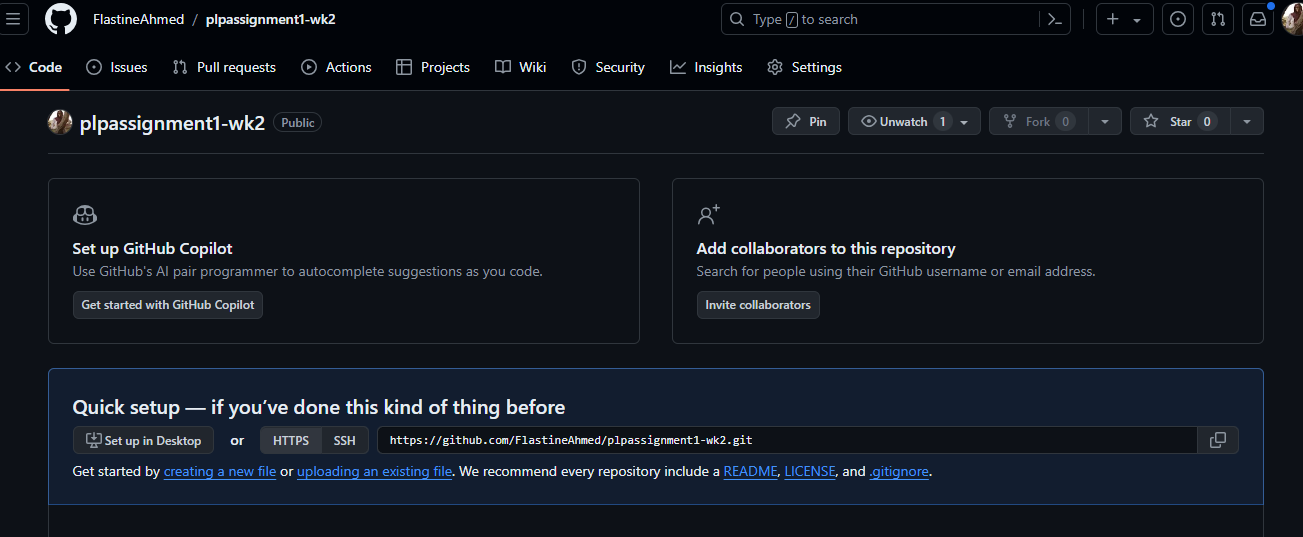 FlastineAhmed / plpassignment1-wk2
Type / to search
Code Issues Pull requests Actions Projects Wiki Security Insights Settings
plpassignment1-wk2 Public
Pin Unwatch 1 Fork 0 Star 0
Set up GitHub Copilot
Use GitHub's AI pair programmer to autocomplete suggestions as you code.
Get started with GitHub Copilot
Add collaborators to this repository
Search for people using their GitHub username or email address.
Invite collaborators
Quick setup — if you've done this kind of thing before
Set up in Desktop or HTTPS SSH https://github.com/FlastineAhmed/plpassignment1-wk2.git
Get started by creating a new file or uploading an existing file. We recommend every repository include a README, LICENSE, and .gitignore.